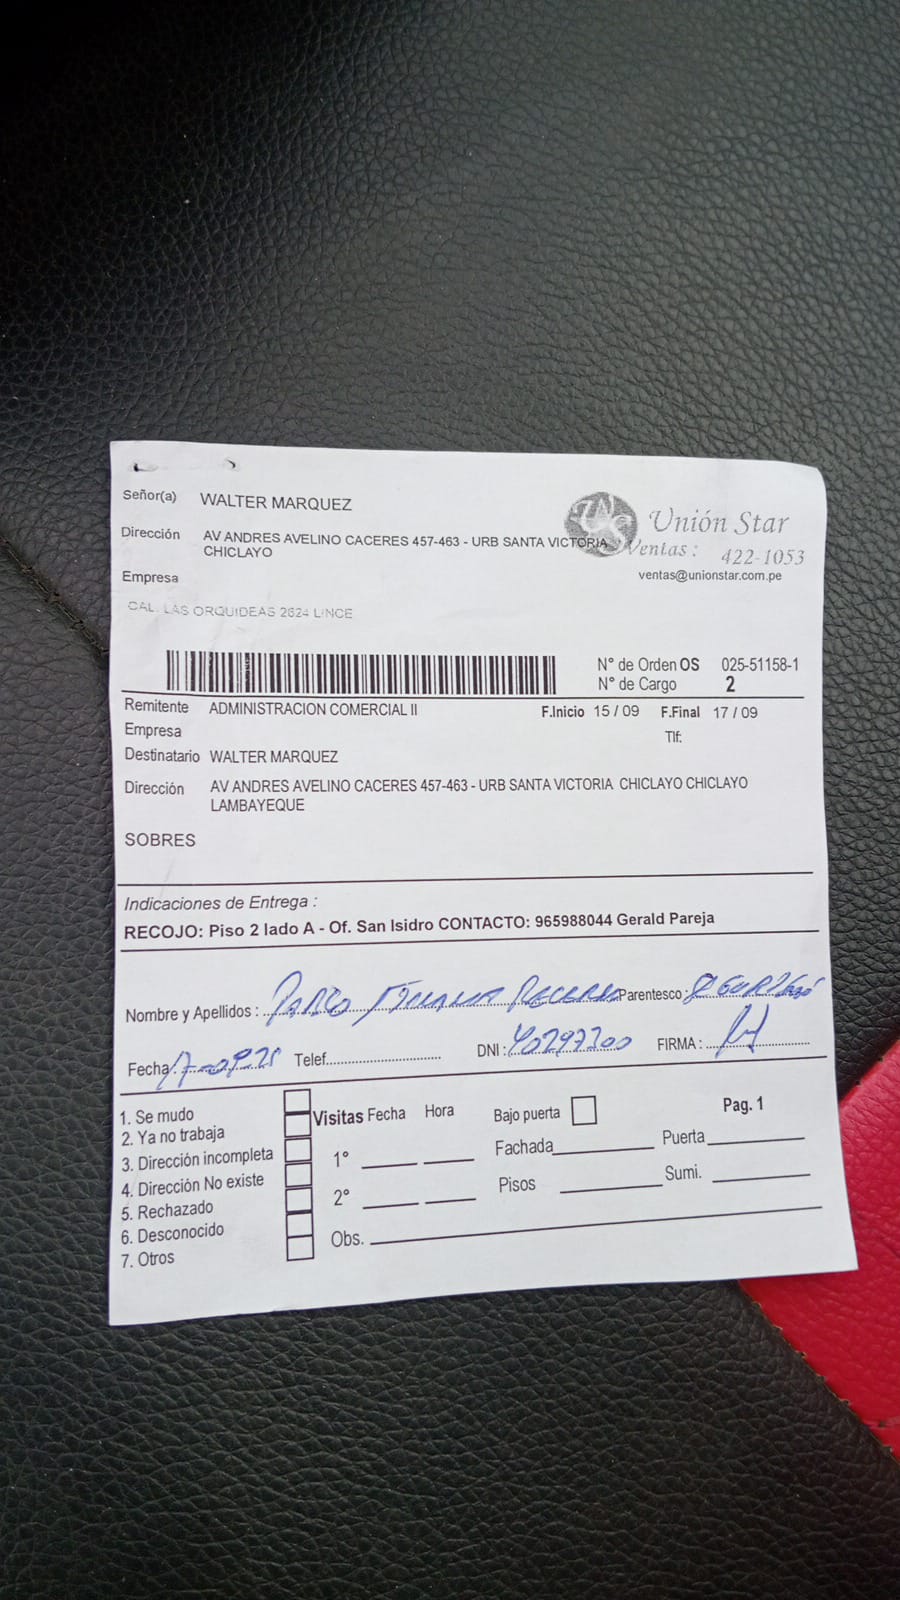 Señor(a) WALTER MARQUEZ
Unión Star
Dirección AV ANDRES AVELINO CACERES 457-463 - URB SANTA VICTORIA
CHICLAYO
Ventas : 422-1053
Empresa
ventas@unionstar.com.pe
CAL. LAS ORQUIDEAS 2624 LINCE
N° de Orden OS 025-51158-1
N° de Cargo 2
Remitente ADMINISTRACION COMERCIAL II F.Inicio 15 / 09 F.Final 17 / 09
Empresa Tlf:
Destinatario WALTER MARQUEZ
Dirección AV ANDRES AVELINO CACERES 457-463 - URB SANTA VICTORIA CHICLAYO CHICLAYO
LAMBAYEQUE
SOBRES
Indicaciones de Entrega :
RECOJO: Piso 2 lado A - Of. San Isidro CONTACTO: 965988044 Gerald Pareja
Nombre y Apellidos : Parentesco :
Fecha: 17-09-25 Telef. DNI: 40297200 FIRMA :
1. Se mudo
2. Ya no trabaja
3. Dirección incompleta
4. Dirección No existe
5. Rechazado
6. Desconocido
7. Otros
Visitas Fecha Hora
1°
2°
Obs.
Bajo puerta
Pag. 1
Fachada Puerta
Pisos Sumi.